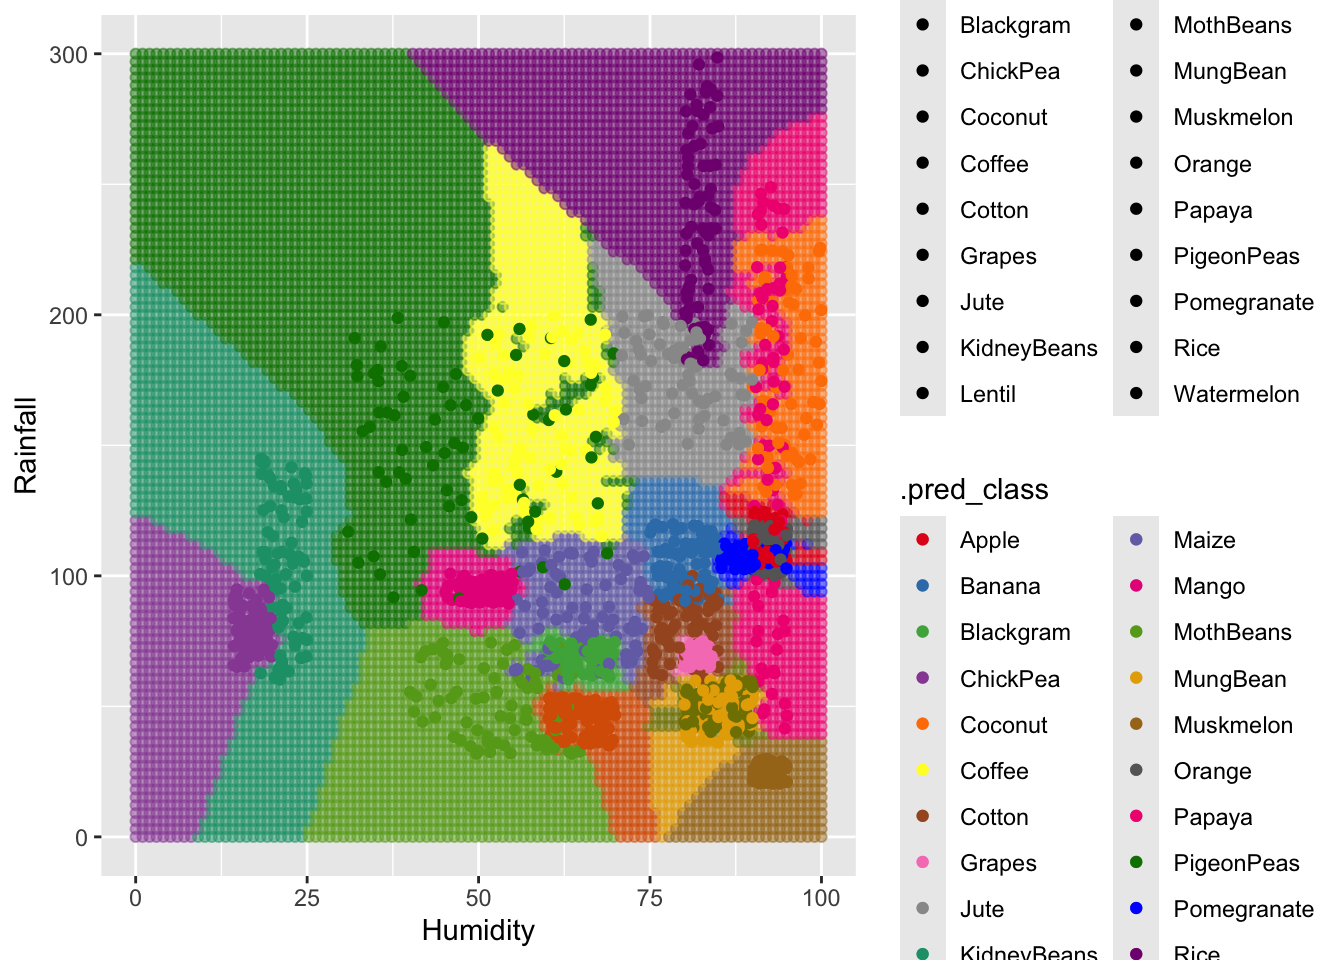 300
200
100
0
Rainfall
0
25
50
75
100
Humidity
Blackgram
ChickPea
Coconut
Coffee
Cotton
Grapes
Jute
KidneyBeans
Lentil
MothBeans
MungBean
Muskmelon
Orange
Papaya
PigeonPeas
Pomegranate
Rice
Watermelon
.pred_class
Apple
Banana
Blackgram
ChickPea
Coconut
Coffee
Cotton
Grapes
Jute
KidneyBeans
Maize
Mango
MothBeans
MungBean
Muskmelon
Orange
Papaya
PigeonPeas
Pomegranate
Rice